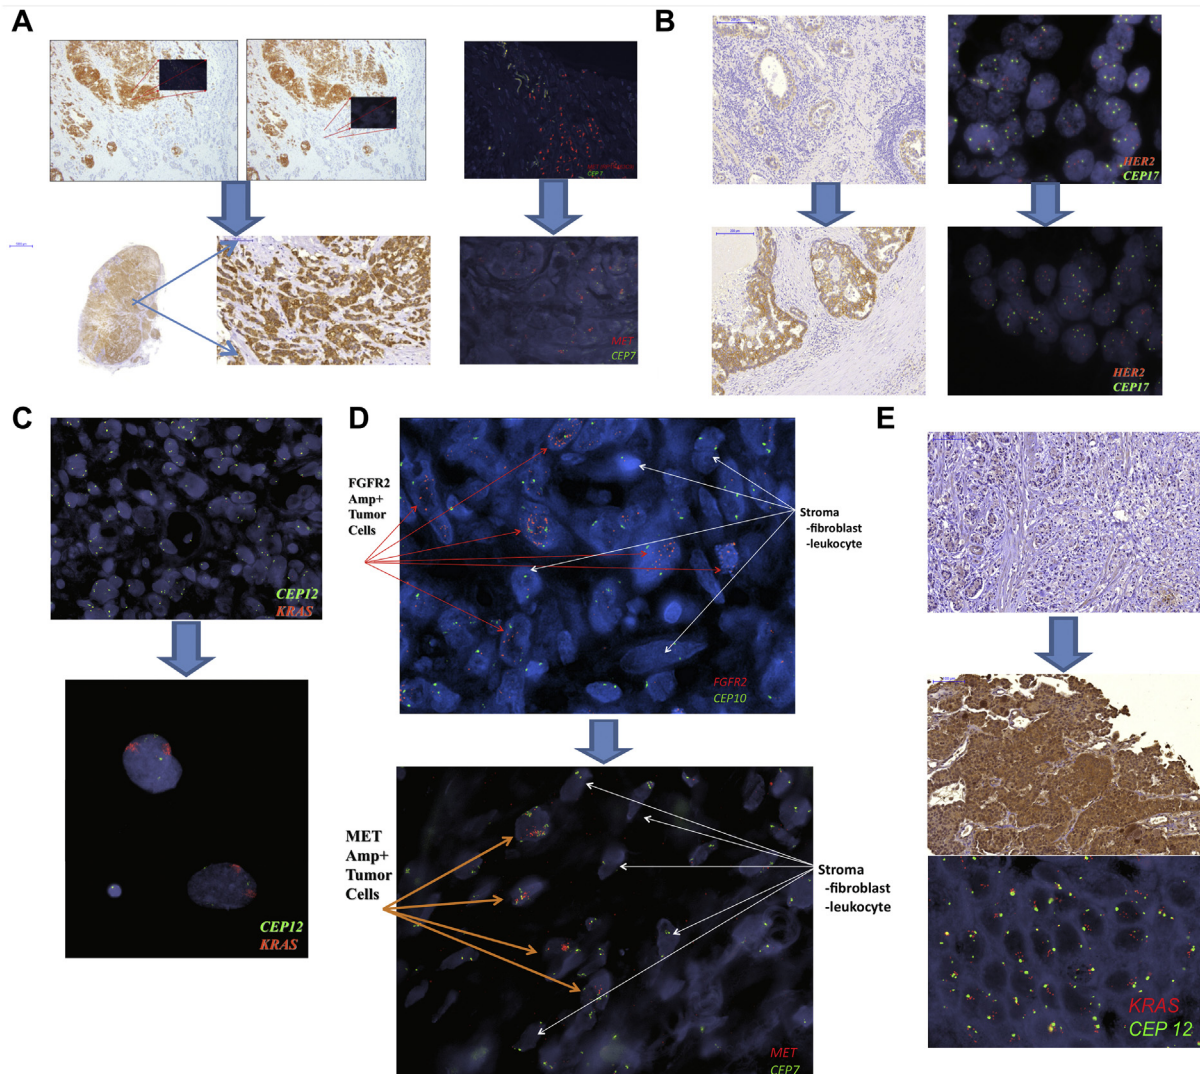 A
CEP7
MET
CEP7
B
HER2
CEP17
HER2
CEP17
C
CEP12
KRAS
CEP12
KRAS
D
FGFR2
Amp+
Tumor
Cells
Stroma
-fibroblast
-leukocyte
FGFR2
CEP10
MET
Amp+
Tumor
Cells
Stroma
-fibroblast
-leukocyte
MET
CEP7
E
KRAS
CEP 12